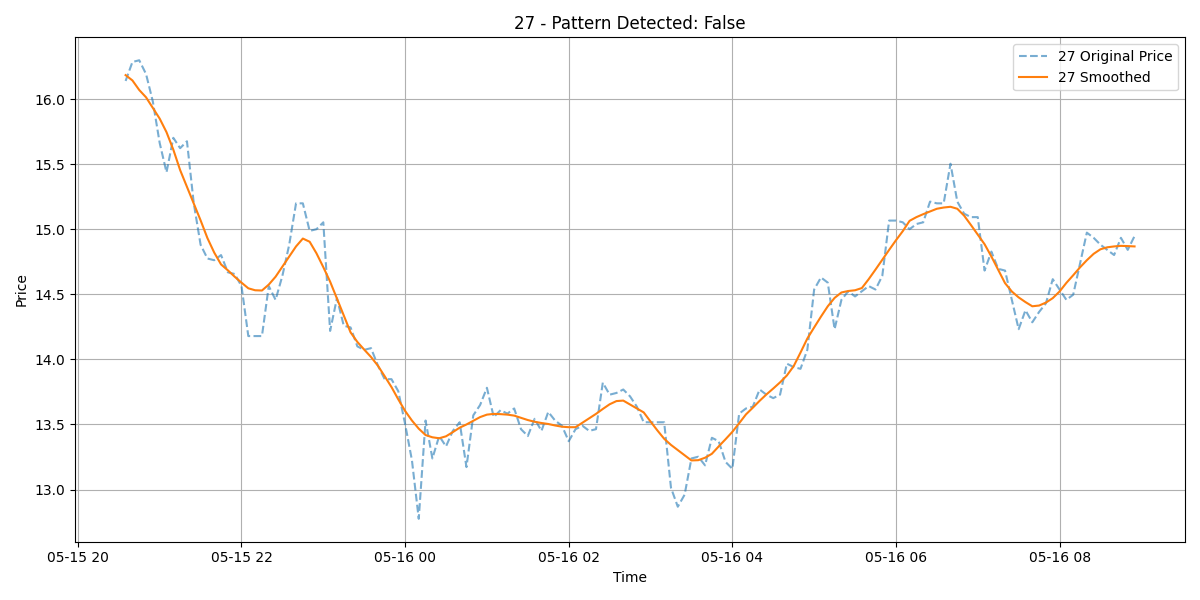 27 - Pattern Detected: False
27 Original Price
27 Smoothed
Price
16.0
15.5
15.0
14.5
14.0
13.5
13.0
05-15 20
05-15 22
05-16 00
05-16 02
05-16 04
05-16 06
05-16 08
Time